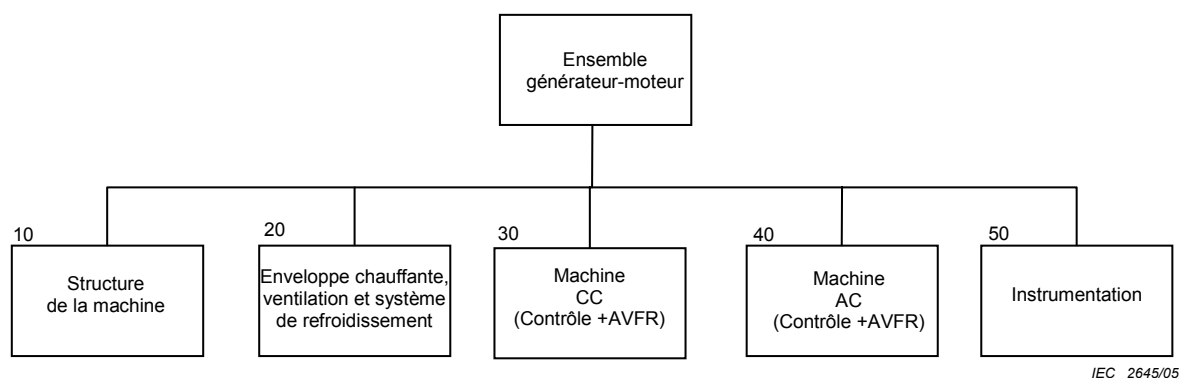 Ensemble
générateur-moteur
10
Structure
de la machine
20
Enveloppe chauffante,
ventilation et système
de refroidissement
30
Machine
CC
(Contrôle +AVFR)
40
Machine
AC
(Contrôle +AVFR)
50
Instrumentation
IEC 2645/05